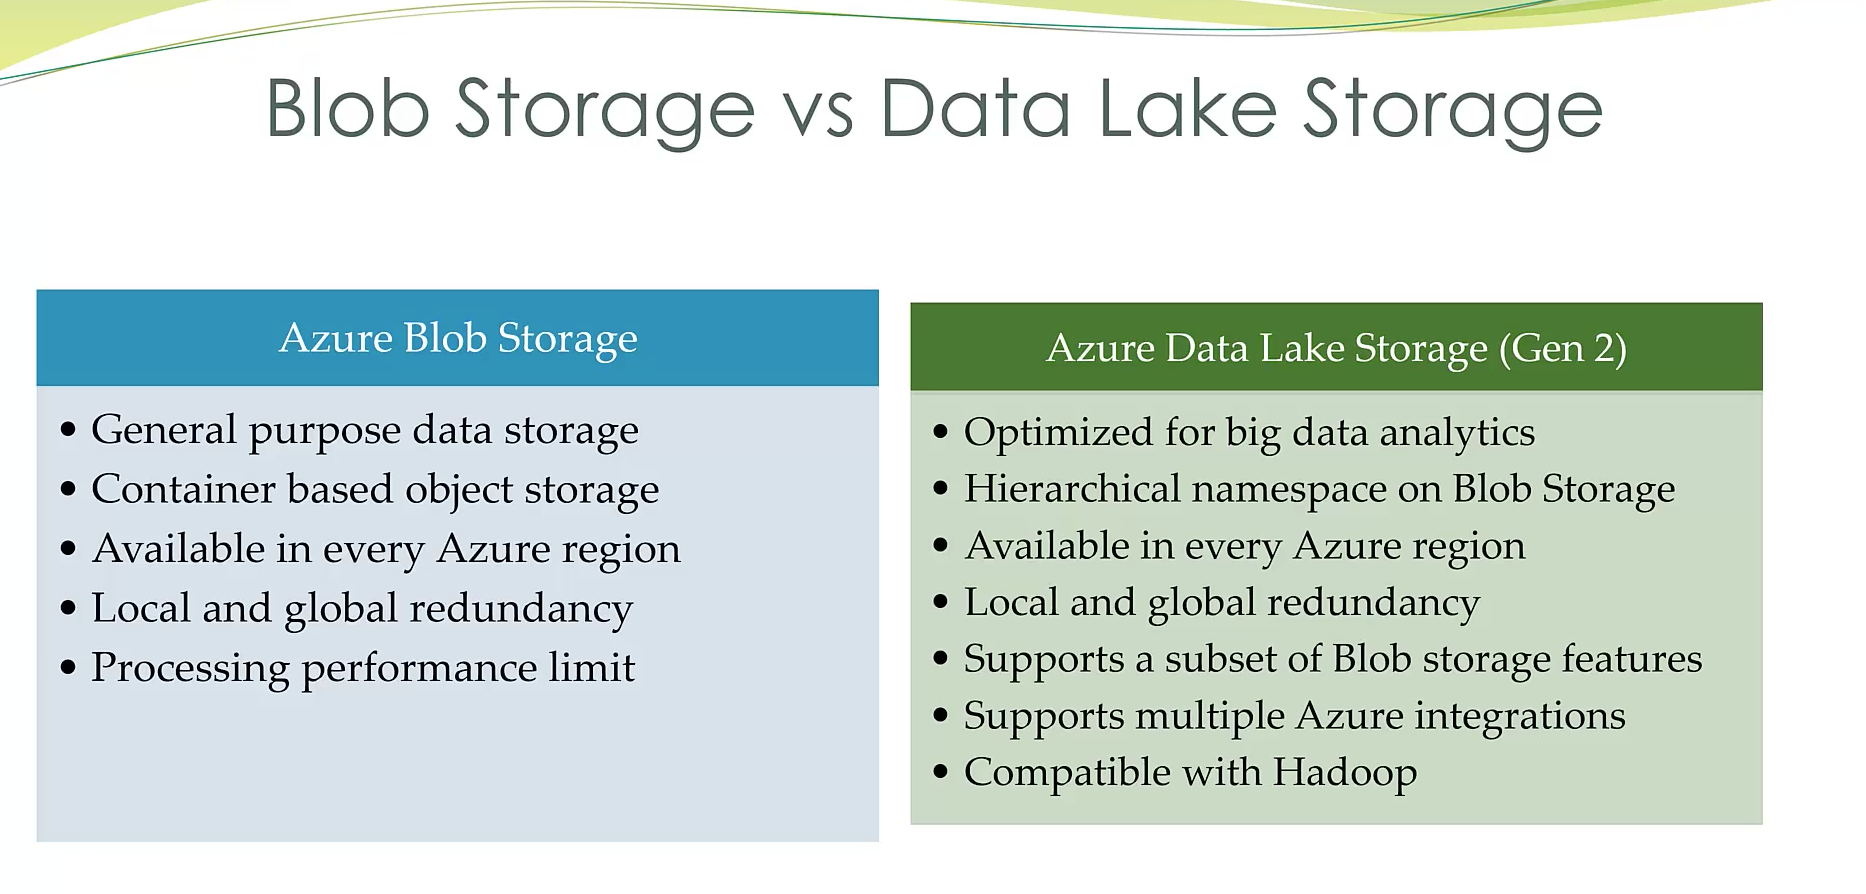 Blob Storage vs Data Lake Storage
Azure Blob Storage
• General purpose data storage
• Container based object storage
• Available in every Azure region
• Local and global redundancy
• Processing performance limit
Azure Data Lake Storage (Gen 2)
• Optimized for big data analytics
• Hierarchical namespace on Blob Storage
• Available in every Azure region
• Local and global redundancy
• Supports a subset of Blob storage features
• Supports multiple Azure integrations
• Compatible with Hadoop